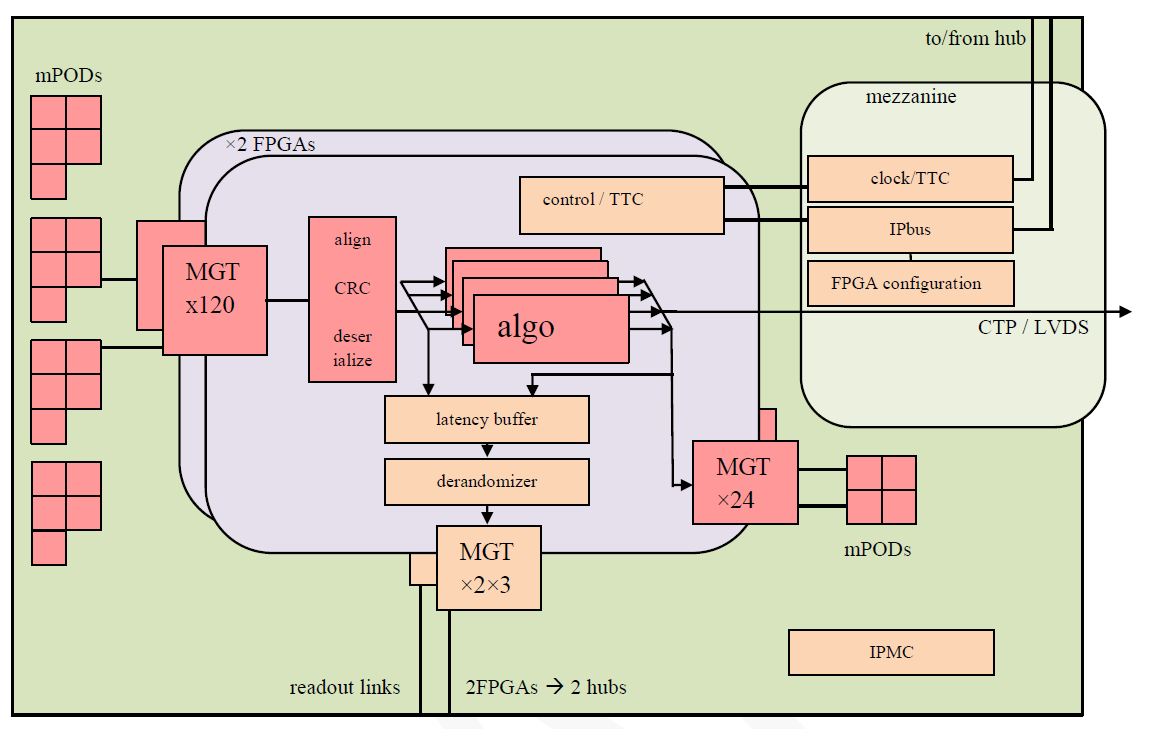 to/from hub
mPODs
mezzanine
×2 FPGAs
clock/TTC
control / TTC
IPbus
align
MGT
x120
CRC
FPGA configuration
algo
CTP / LVDS
deser
ialize
latency buffer
MGT
×24
derandomizer
mPODs
MGT
×2×3
IPMC
readout links
2FPGAs → 2 hubs